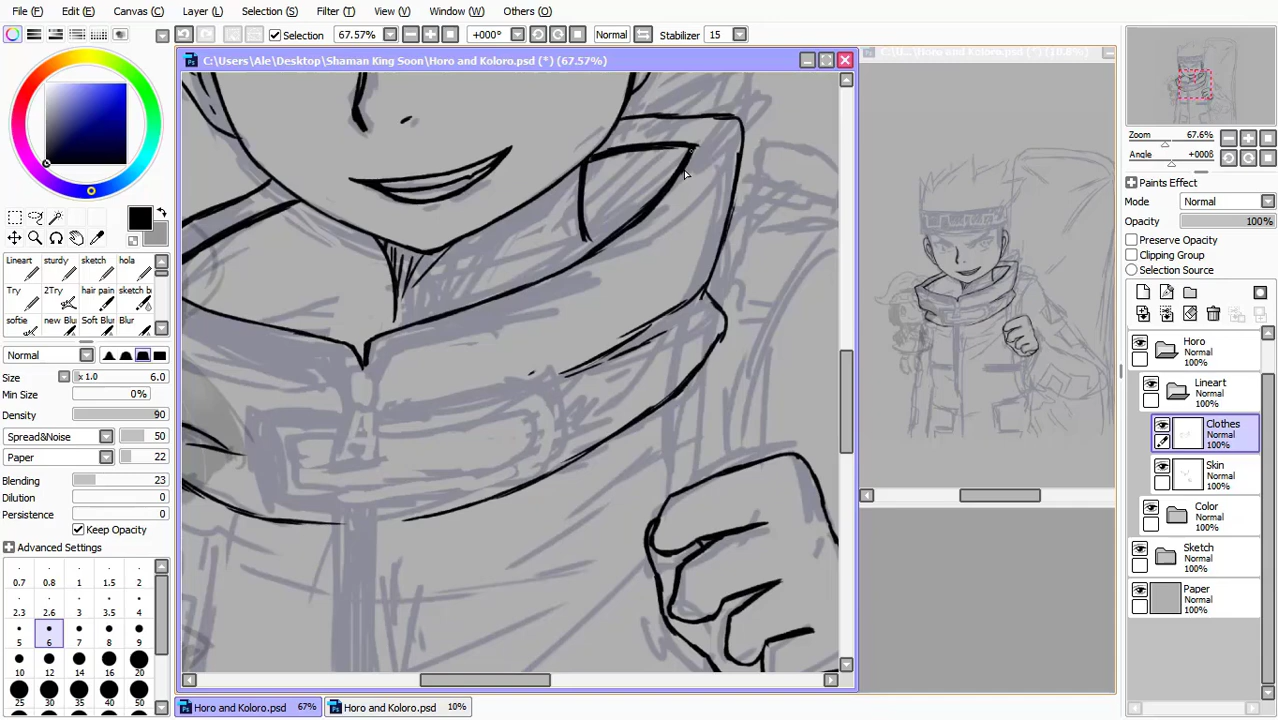 File (F) Edit (E) Canvas (C) Layer (L) Selection (S) Filter (T) View (V) Window (W) Others (O)
Selection 67.57% +000° Normal Stabilizer 15
C:\Users\Ale\Desktop\Shaman King Soon\Horo and Koloro.psd (*) (67.57%)
Zoom 67.6%
Angle +000
Paints Effect
Mode Normal
Opacity 100%
Preserve Opacity
Clipping Group
Selection Source
Lineart sturdy sketch hola
Try 2Try hair pain sketch b
softie new Blu Soft Blu Blur
Normal
Size x 1.0 6.0
Min Size 0%
Density 90
Spread&Noise 50
Paper 22
Blending 23
Dilution 0
Persistence 0
Keep Opacity
Advanced Settings
0.7 0.8 1 1.5 2
2.3 2.6 3 3.5 4
5 6 7 8 9
10 12 14 16 20
25 30 35 40 50
Horo
Normal
100%
Lineart
Normal
100%
Clothes
Normal
100%
Skin
Normal
100%
Color
Normal
100%
Sketch
Normal
100%
Paper
Normal
100%
Horo and Koloro.psd 67% Horo and Koloro.psd 10%